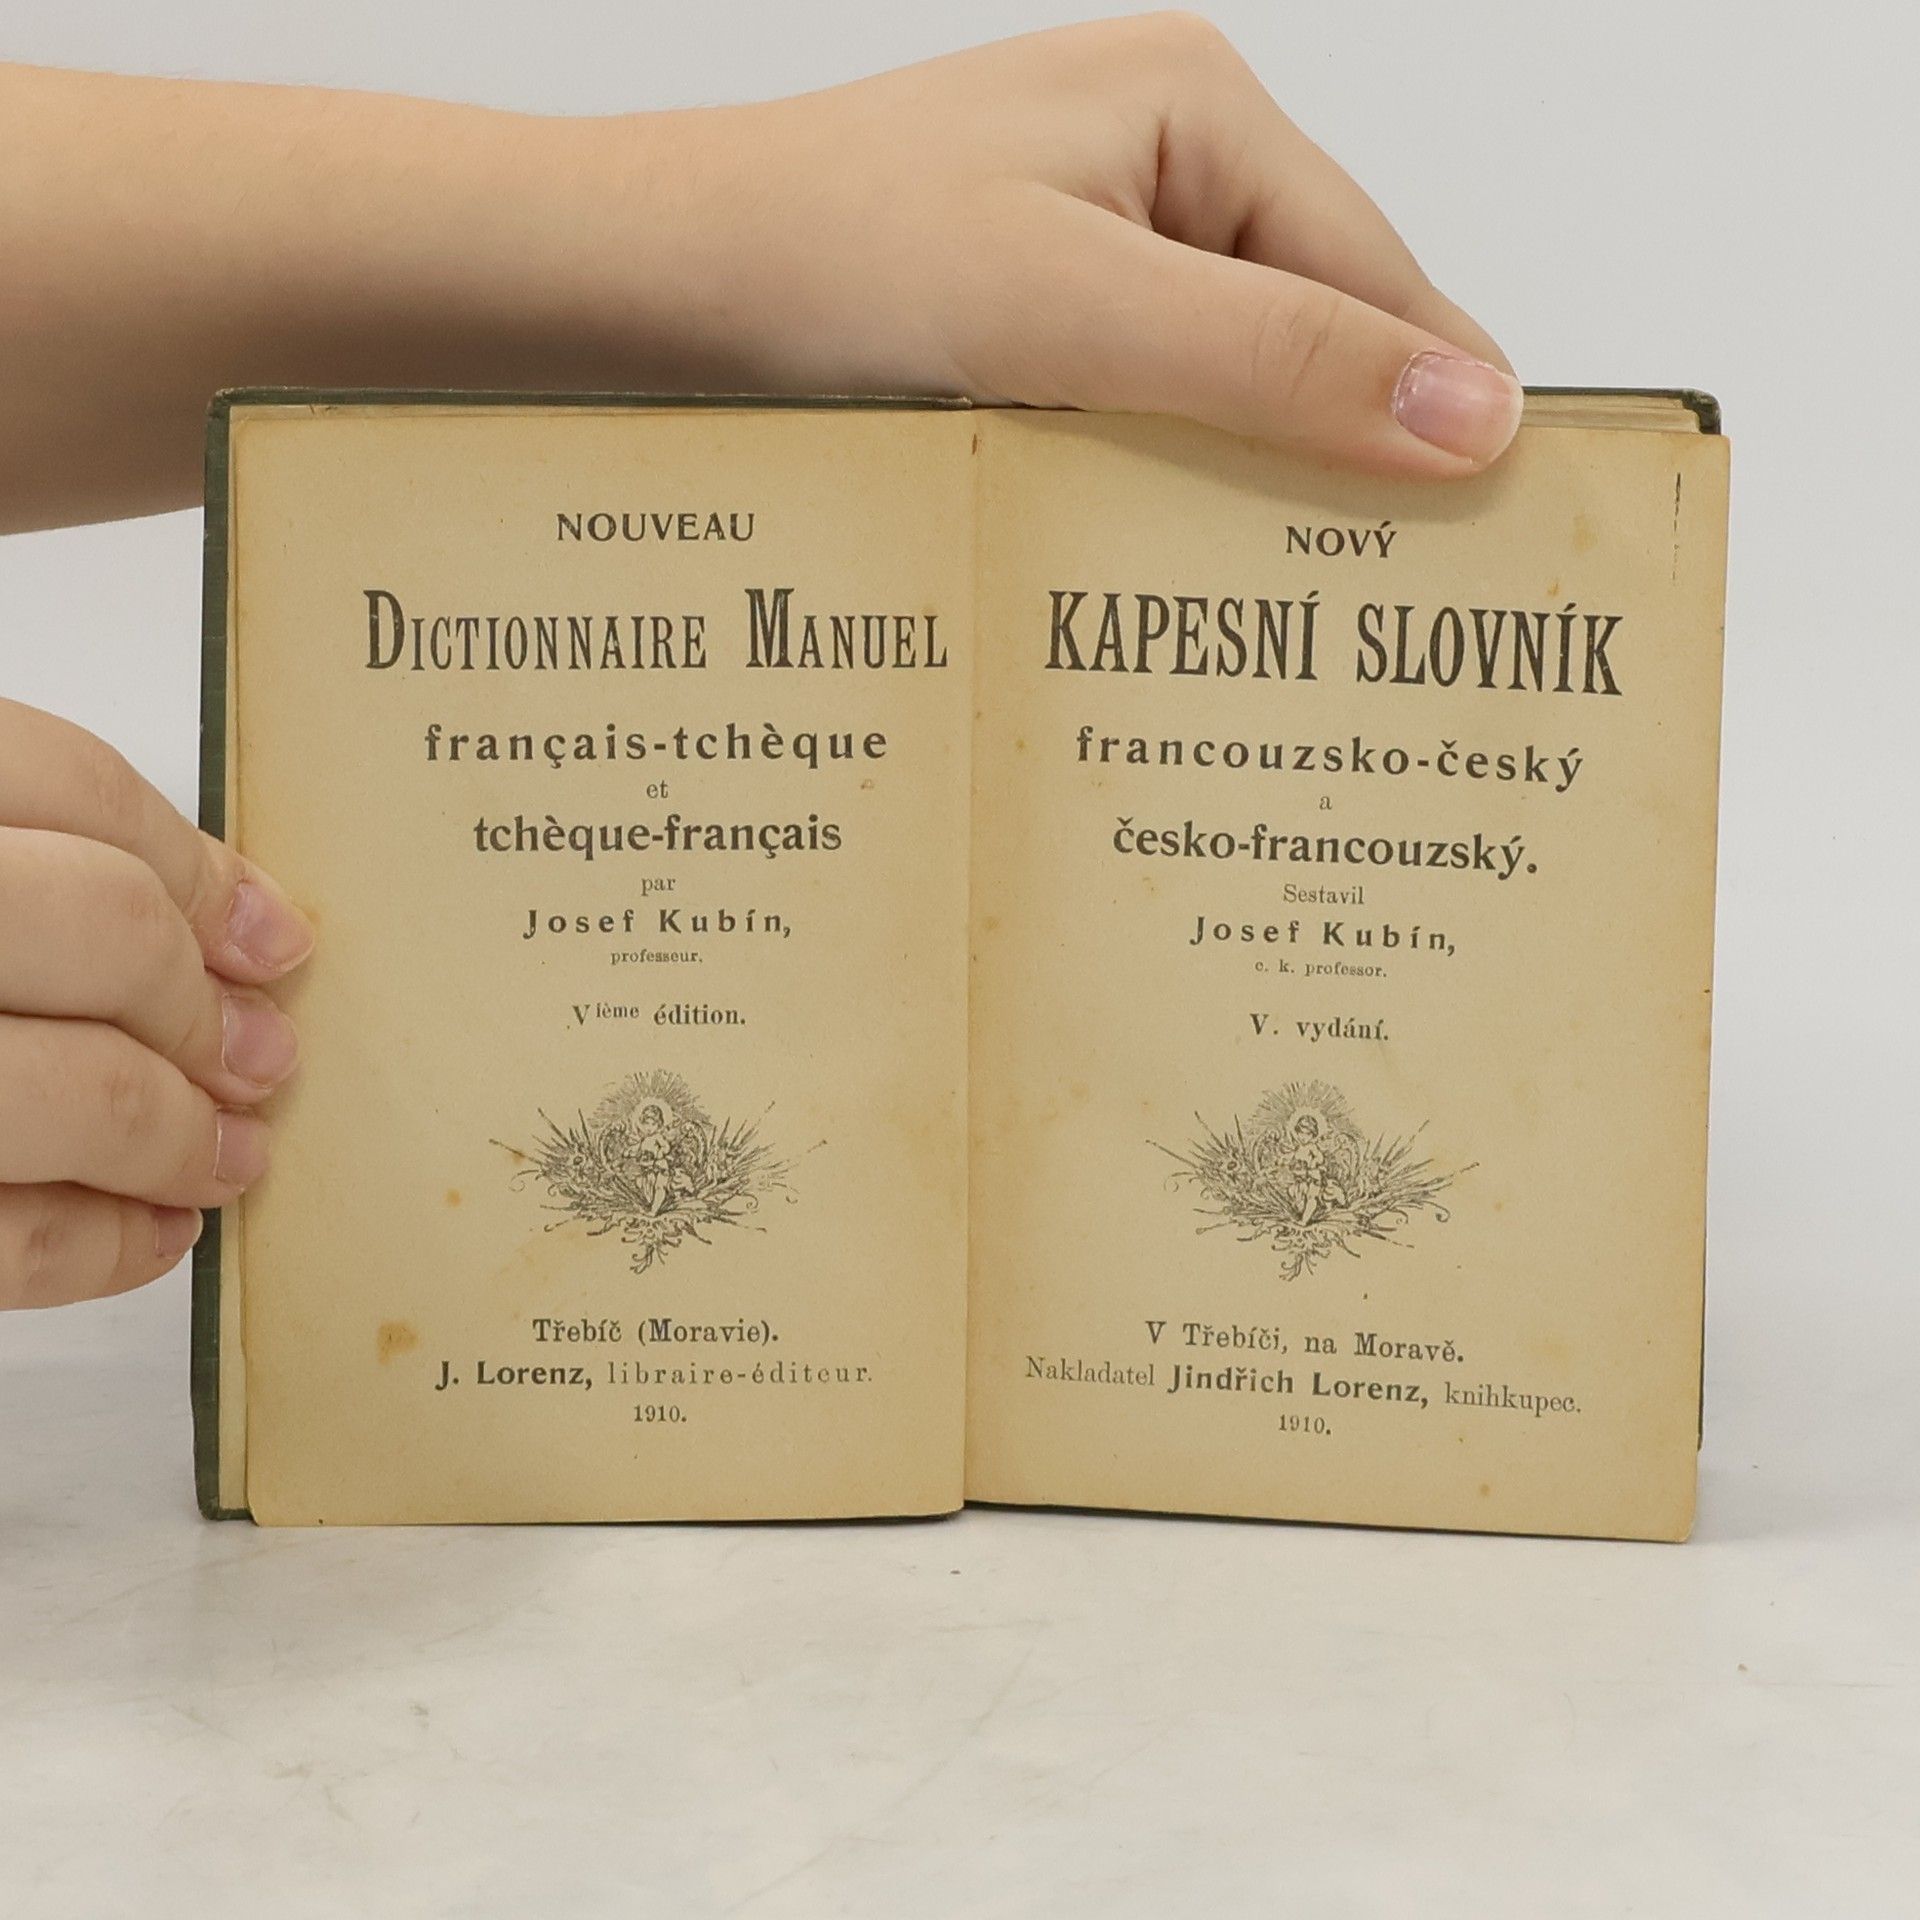 NOUVEAU
DICTIONNAIRE MANUEL
français-tchèque
et
tchèque-français
par
Josef Kubín,
professeur.
Vième édition.
Třebíč (Moravie).
J. Lorenz, libraire-éditeur.
1910.
NOVÝ
KAPESNÍ SLOVNÍK
francouzsko-český
a
česko-francouzský.
Sestavil
Josef Kubín,
c. k. professor.
V. vydání.
V Třebíči, na Moravě.
Nakladatel Jindřich Lorenz, knihkupec.
1910.